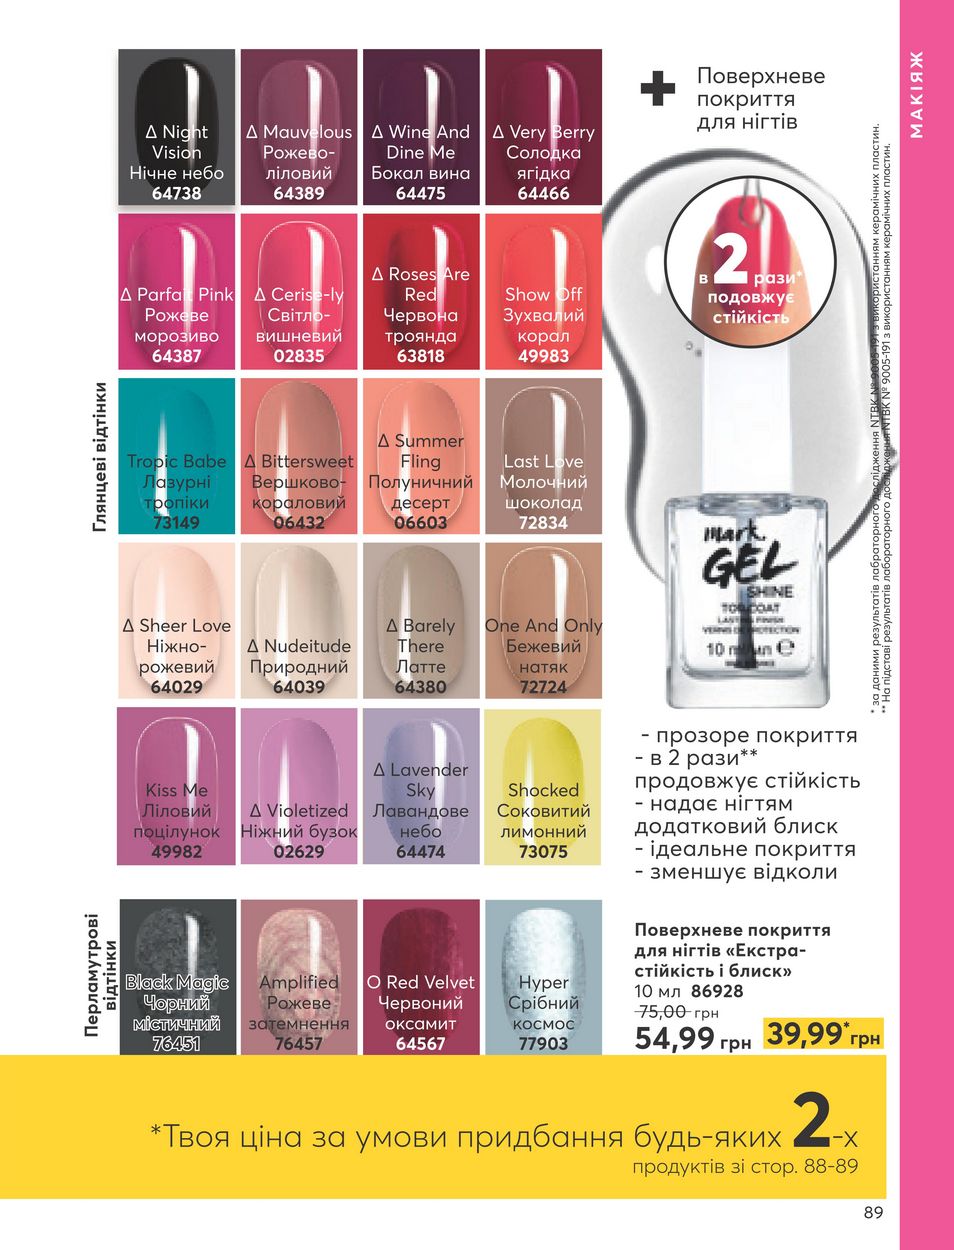 МАКІЯЖ
Глянцеві відтінки
Δ Night
Vision
Нічне небо
64738
Δ Mauvelous
Рожево-
ліловий
64389
Δ Wine And
Dine Me
Бокал вина
64475
Δ Very Berry
Солодка
ягідка
64466
Δ Parfait Pink
Рожеве
морозиво
64387
Δ Cerise-ly
Світло-
вишневий
02835
Δ Roses Are
Red
Червона
троянда
63818
Show Off
Зухвалий
корал
49983
Tropic Babe
Лазурні
тропіки
73149
Δ Bittersweet
Вершково-
кораловий
06432
Δ Summer
Fling
Полуничний
десерт
06603
Last Love
Молочний
шоколад
72834
Δ Sheer Love
Ніжно-
рожевий
64029
Δ Nudeitude
Природний
64039
Δ Barely
There
Латте
64380
One And Only
Бежевий
натяк
72724
Kiss Me
Ліловий
поцілунок
49982
Δ Violetized
Ніжний бузок
02629
Δ Lavender
Sky
Лавандове
небо
64474
Shocked
Соковитий
лимонний
73075
Перламутрові
відтінки
Black Magic
Чорний
містичний
76451
Amplified
Рожеве
затемнення
76457
O Red Velvet
Червоний
оксамит
64567
Hyper
Срібний
космос
77903
+ Поверхневе
покриття
для нігтів
в 2 рази*
подовжує
стійкість
mark.
GEL
SHINE
TOP COAT
LASTING FINISH
VERNIS DE PROTECTION
10 ml/мл ℮
- прозоре покриття
- в 2 рази**
продовжує стійкість
- надає нігтям
додатковий блиск
- ідеальне покриття
- зменшує відколи
Поверхневе покриття
для нігтів «Екстра-
стійкість і блиск»
10 мл 86928
75,00 грн
54,99 грн 39,99* грн
* за даними результатів лабраторного дослідження NTBK № 9005-191 з використанням керамічних пластин.
** На підставі результатів лабораторного дослідження NTBK № 9005-191 з використанням керамічних пластин.
*Твоя ціна за умови придбання будь-яких 2-х
продуктів зі стор. 88-89
89